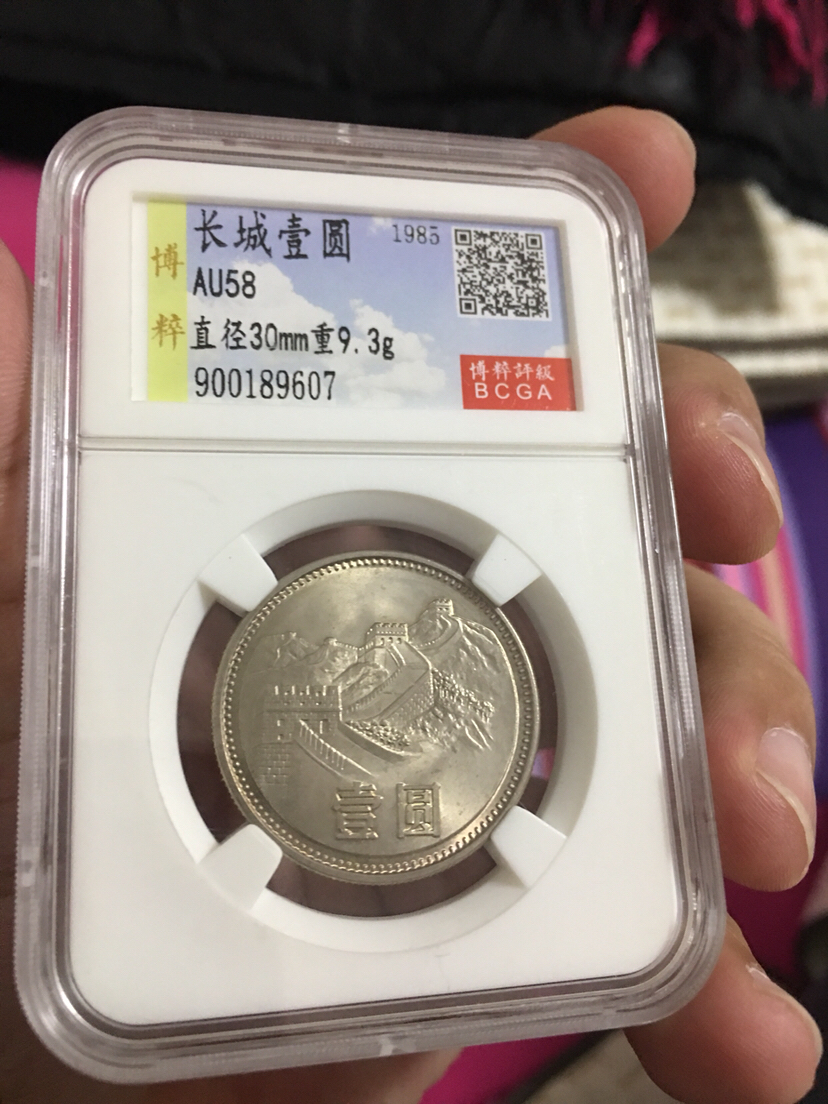 博粹
长城壹圆 1985
AU58
直径30mm重9.3g
900189607
博粹評級
BCGA
壹圆